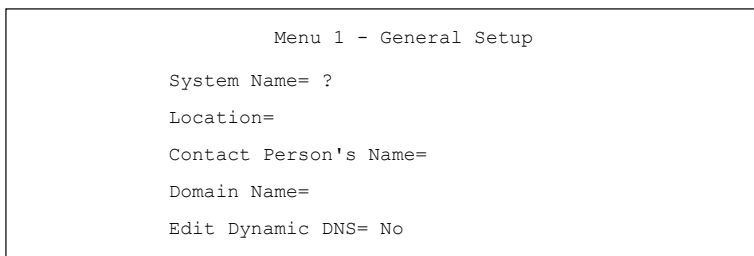 Menu 1 - General Setup
System Name= ?
Location=
Contact Person's Name=
Domain Name=
Edit Dynamic DNS= No